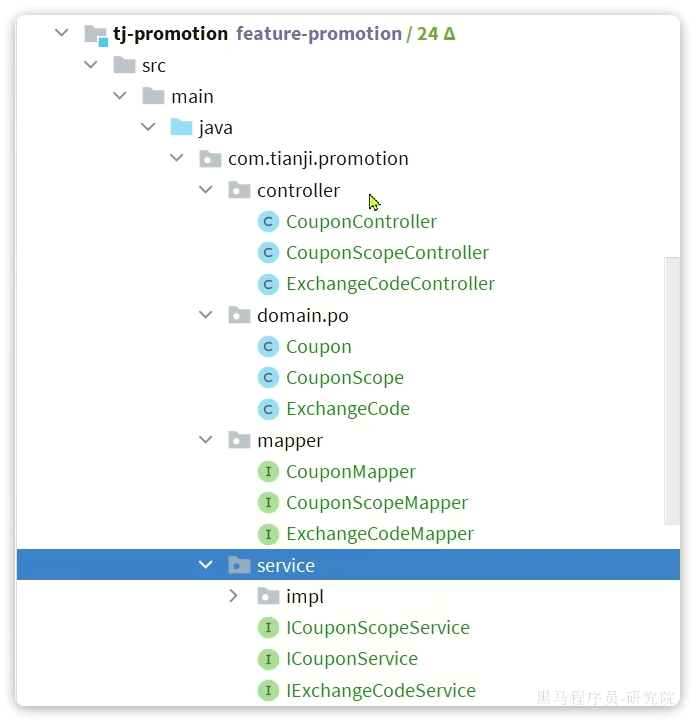 tj-promotion feature-promotion / 24 Δ
src
main
java
com.tianji.promotion
controller
C CouponController
C CouponScopeController
C ExchangeCodeController
domain.po
C Coupon
C CouponScope
C ExchangeCode
mapper
I CouponMapper
I CouponScopeMapper
I ExchangeCodeMapper
service
impl
I ICouponScopeService
I ICouponService
I IExchangeCodeService
黑马程序员-研究院